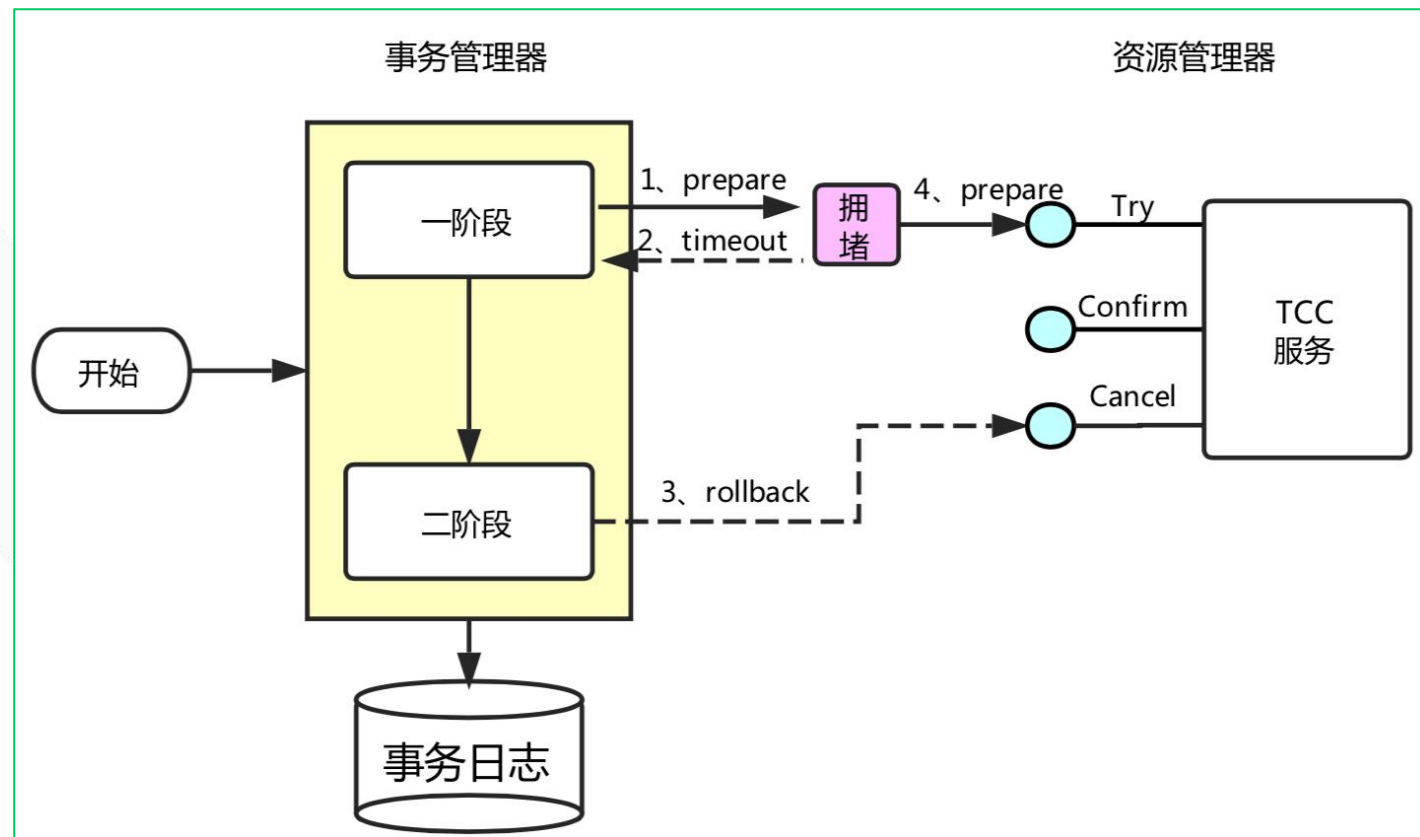 事务管理器
资源管理器
一阶段
1、prepare
2、timeout
拥
堵
4、prepare
Try
Confirm
Cancel
TCC
服务
开始
二阶段
3、rollback
事务日志